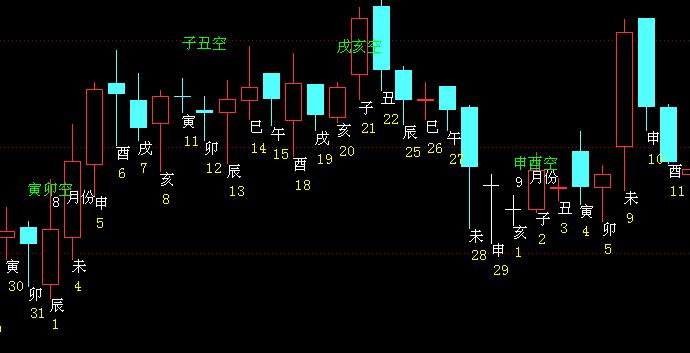 子丑空
戌亥空
寅卯空
申酉空
8 月份
9 月份
寅
30
卯
31
辰
1
未
4
申
5
酉
6
戌
7
亥
8
寅
11
卯
12
辰
13
巳
14
午
15
酉
18
戌
19
亥
20
子
21
丑
22
辰
25
巳
26
午
27
未
28
申
29
亥
1
子
2
丑
3
寅
4
卯
5
未
9
申
10
酉
11